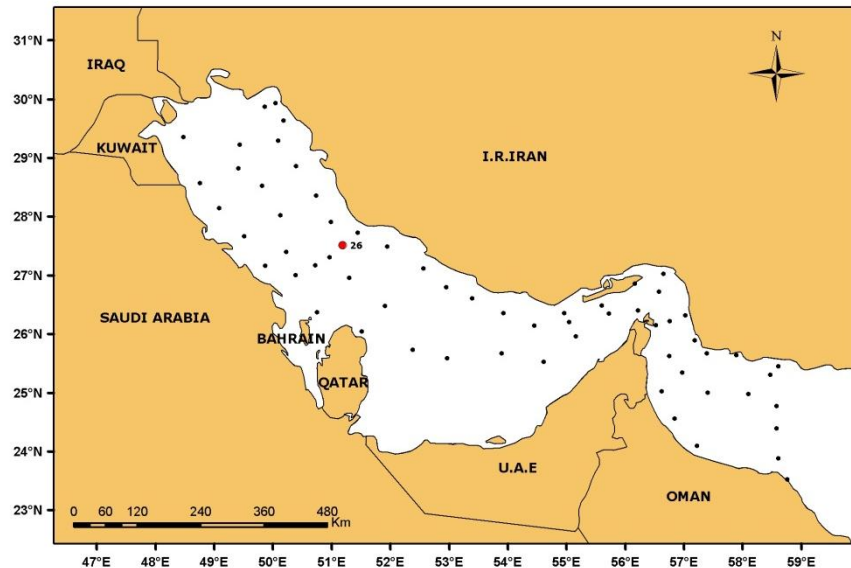 31°N
N
IRAQ
30°N
29°N
KUWAIT
I.R.IRAN
28°N
26
27°N
26°N
SAUDI ARABIA
BAHRAIN
25°N
QATAR
24°N
U.A.E
23°N
OMAN
0 60 120 240 360 480
Km
47°E 48°E 49°E 50°E 51°E 52°E 53°E 54°E 55°E 56°E 57°E 58°E 59°E